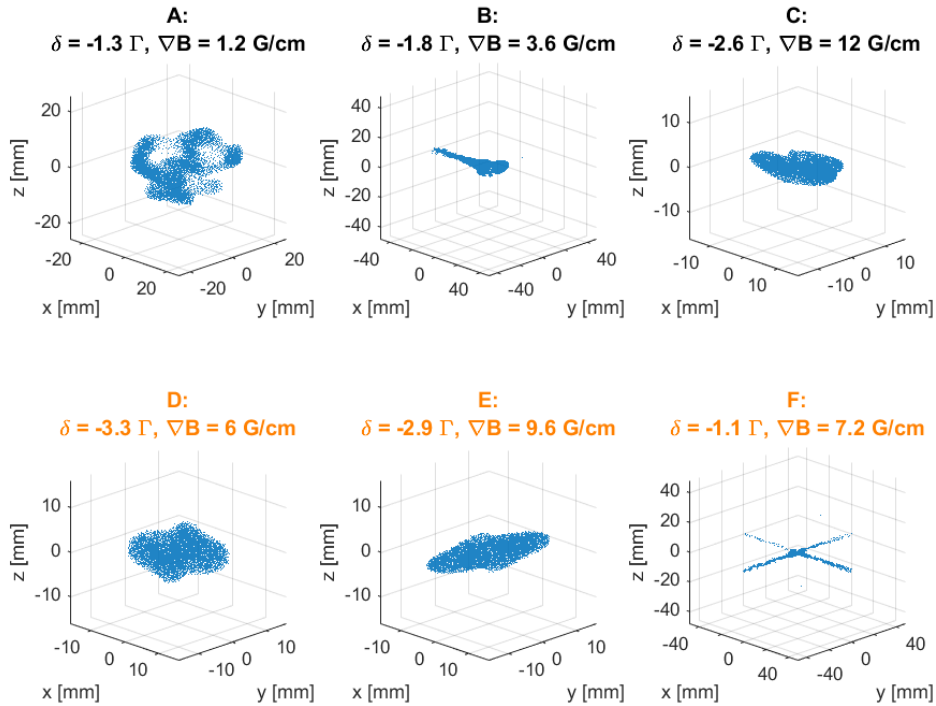 A: B: C:
δ = -1.3 Γ, ∇B = 1.2 G/cm δ = -1.8 Γ, ∇B = 3.6 G/cm δ = -2.6 Γ, ∇B = 12 G/cm
20
0
-20
z [mm]
-20
0
20
x [mm]
-20
0
20
y [mm]
40
20
0
-20
-40
z [mm]
0
40
x [mm]
-40
0
40
y [mm]
10
0
-10
z [mm]
-10
0
10
x [mm]
-10
0
10
y [mm]
D: E: F:
δ = -3.3 Γ, ∇B = 6 G/cm δ = -2.9 Γ, ∇B = 9.6 G/cm δ = -1.1 Γ, ∇B = 7.2 G/cm
10
0
-10
z [mm]
-10
0
10
x [mm]
-10
0
10
y [mm]
10
0
-10
z [mm]
-10
0
10
x [mm]
-10
0
10
y [mm]
40
20
0
-20
-40
z [mm]
-40
0
40
x [mm]
-40
0
40
y [mm]